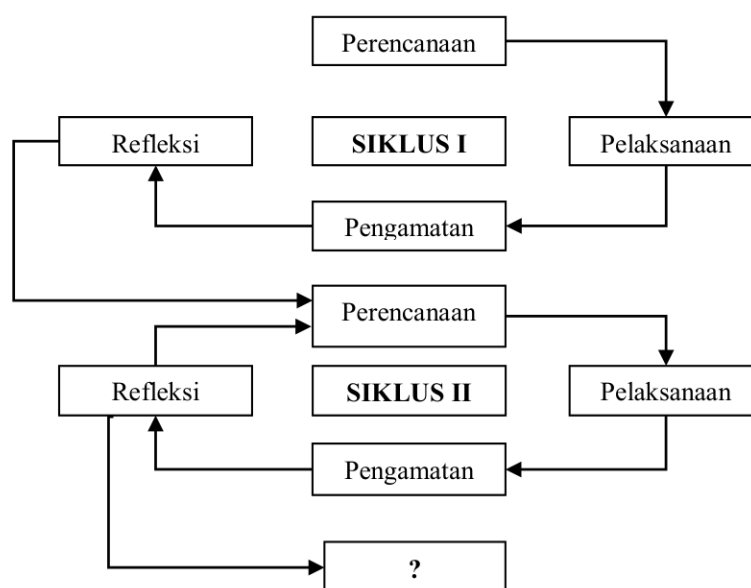 Perencanaan
Refleksi
SIKLUS I
Pelaksanaan
Pengamatan
Perencanaan
Refleksi
SIKLUS II
Pelaksanaan
Pengamatan
?